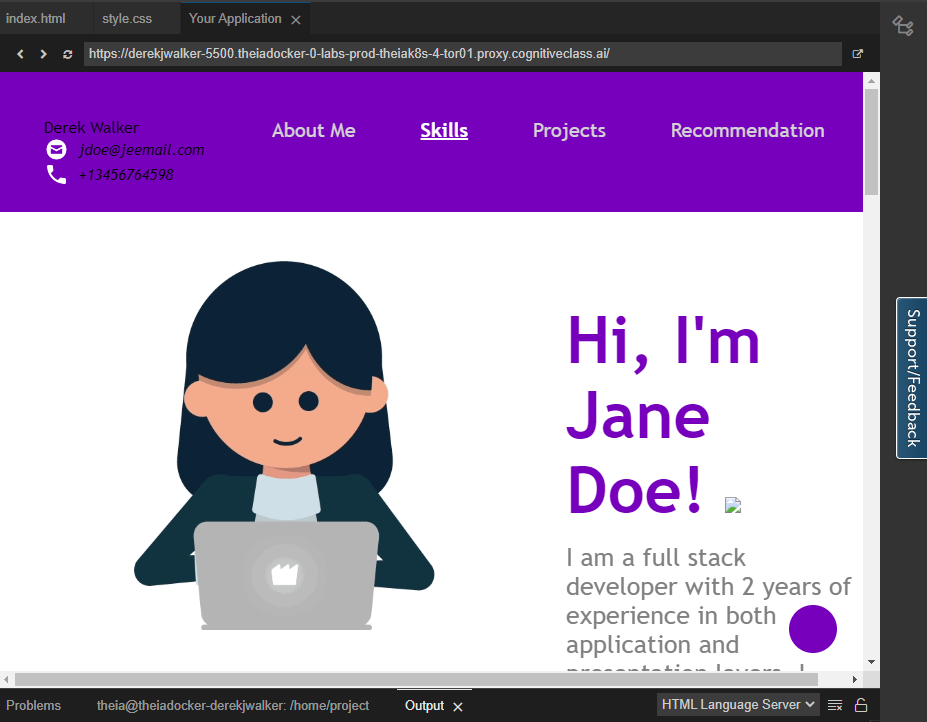 index.html style.css Your Application
https://derekjwalker-5500.theiadocker-0-labs-prod-theiak8s-4-tor01.proxy.cognitiveclass.ai/
Derek Walker
jdoe@jeemail.com
+13456764598
About Me Skills Projects Recommendation
Hi, I'm
Jane
Doe!
I am a full stack
developer with 2 years of
experience in both
application and
presentation layers. I
Support/Feedback
Problems theia@theiadocker-derekjwalker: /home/project Output HTML Language Server